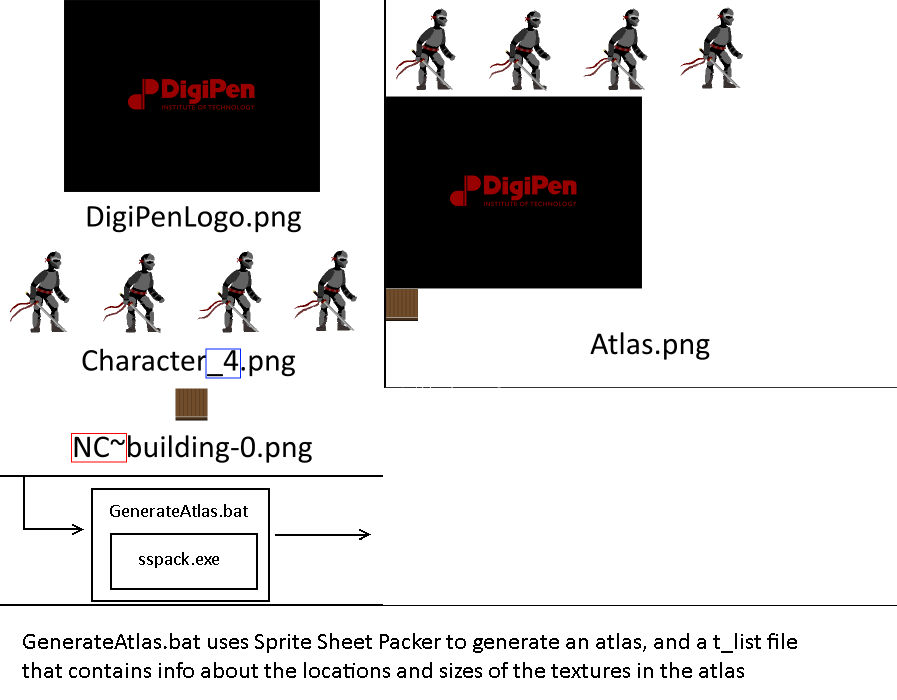 DigiPen
INSTITUTE OF TECHNOLOGY
DigiPenLogo.png
Character_4.png
NC~building-0.png
DigiPen
INSTITUTE OF TECHNOLOGY
Atlas.png
GenerateAtlas.bat
sspack.exe
GenerateAtlas.bat uses Sprite Sheet Packer to generate an atlas, and a t_list file
that contains info about the locations and sizes of the textures in the atlas